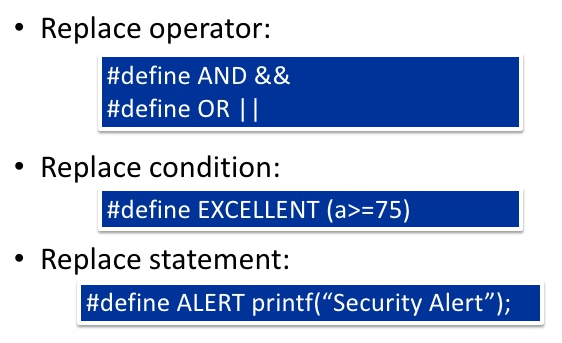 • Replace operator:
#define AND &&
#define OR ||
• Replace condition:
#define EXCELLENT (a>=75)
• Replace statement:
#define ALERT printf(“Security Alert”);